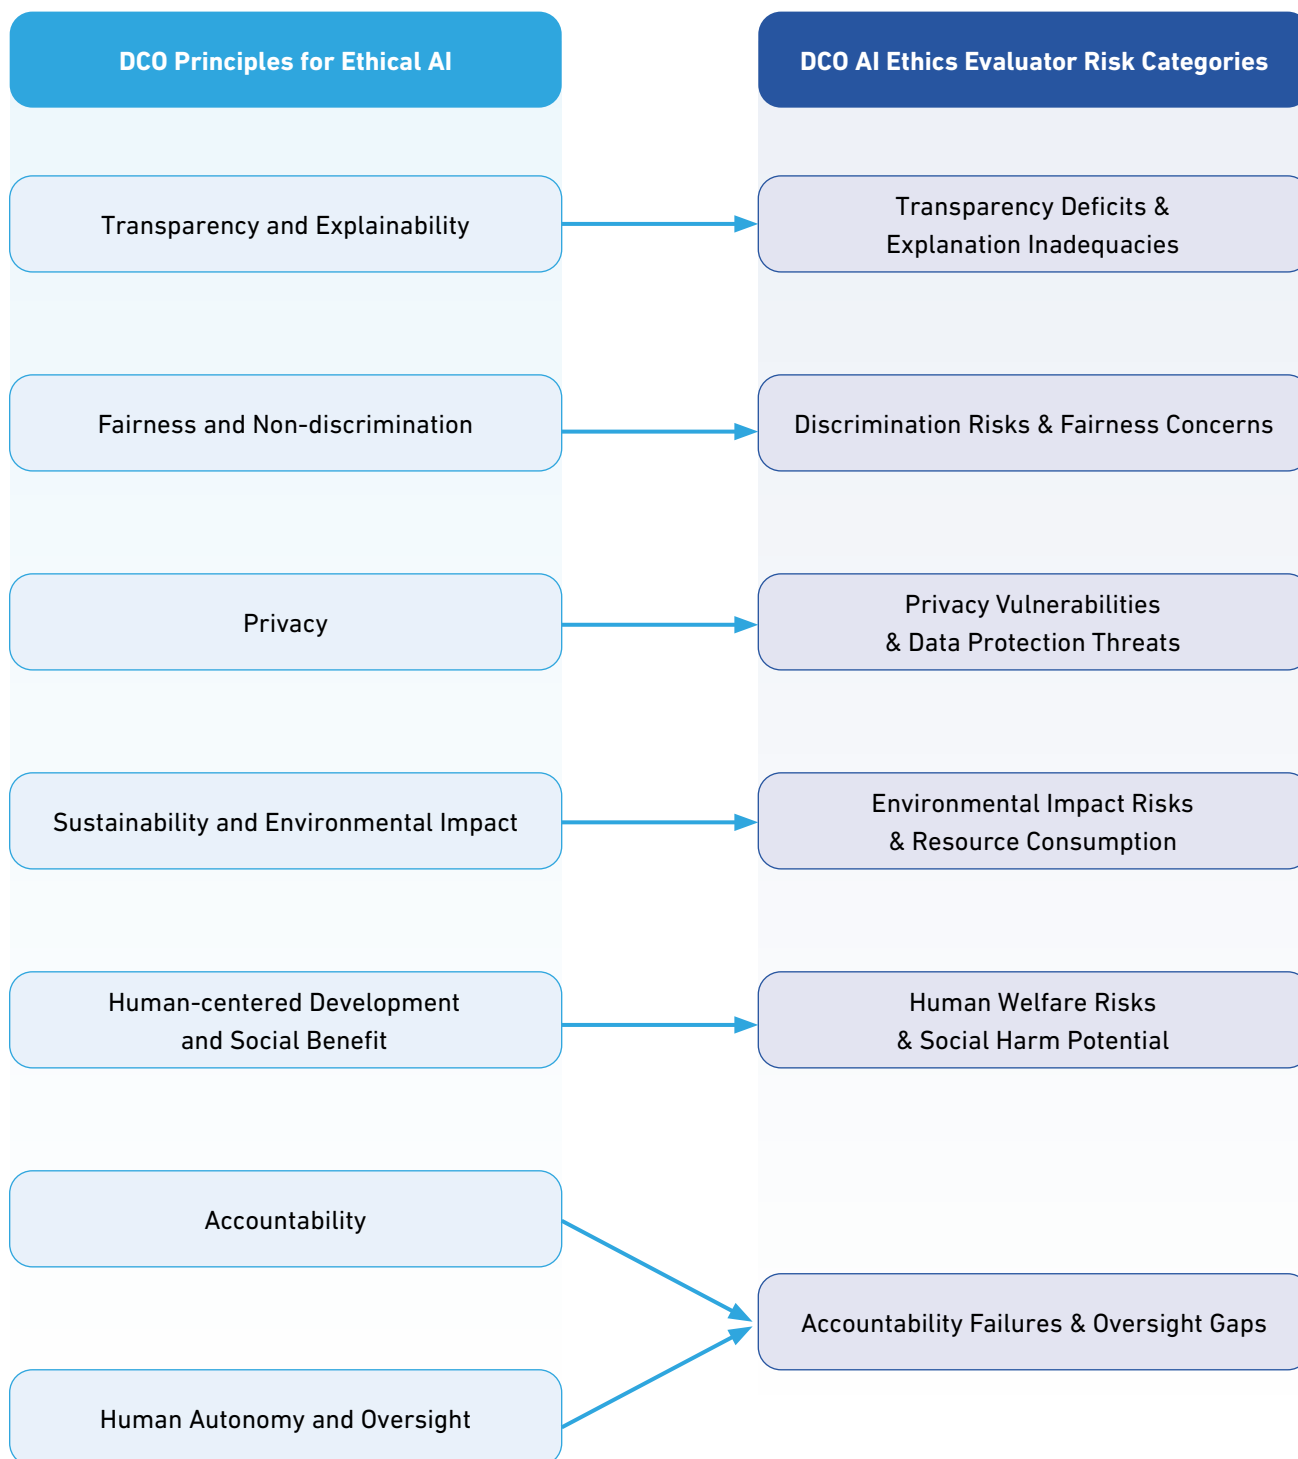 DCO Principles for Ethical AI
DCO AI Ethics Evaluator Risk Categories
Transparency and Explainability
Transparency Deficits &
Explanation Inadequacies
Fairness and Non-discrimination
Discrimination Risks & Fairness Concerns
Privacy
Privacy Vulnerabilities
& Data Protection Threats
Sustainability and Environmental Impact
Environmental Impact Risks
& Resource Consumption
Human-centered Development
and Social Benefit
Human Welfare Risks
& Social Harm Potential
Accountability
Accountability Failures & Oversight Gaps
Human Autonomy and Oversight